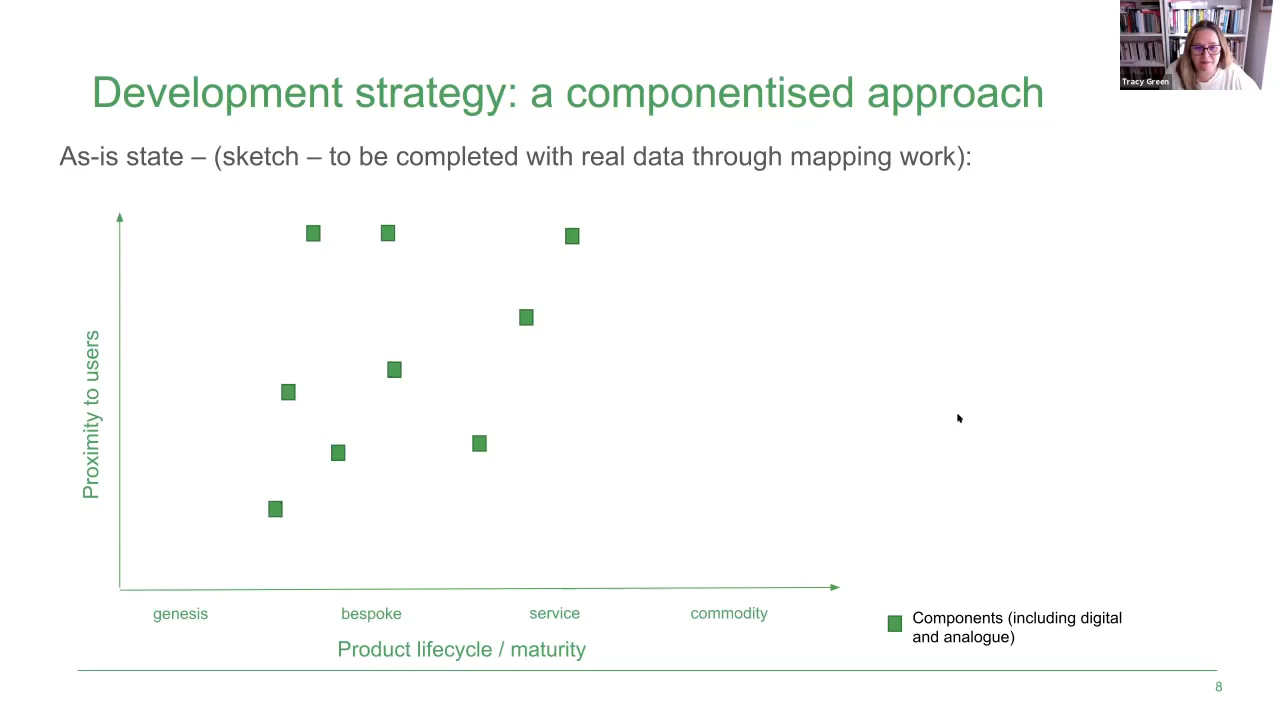 Tracy Green
Development strategy: a componentised approach
As-is state – (sketch – to be completed with real data through mapping work):
Proximity to users
genesis
bespoke
service
commodity
Product lifecycle / maturity
Components (including digital
and analogue)
8